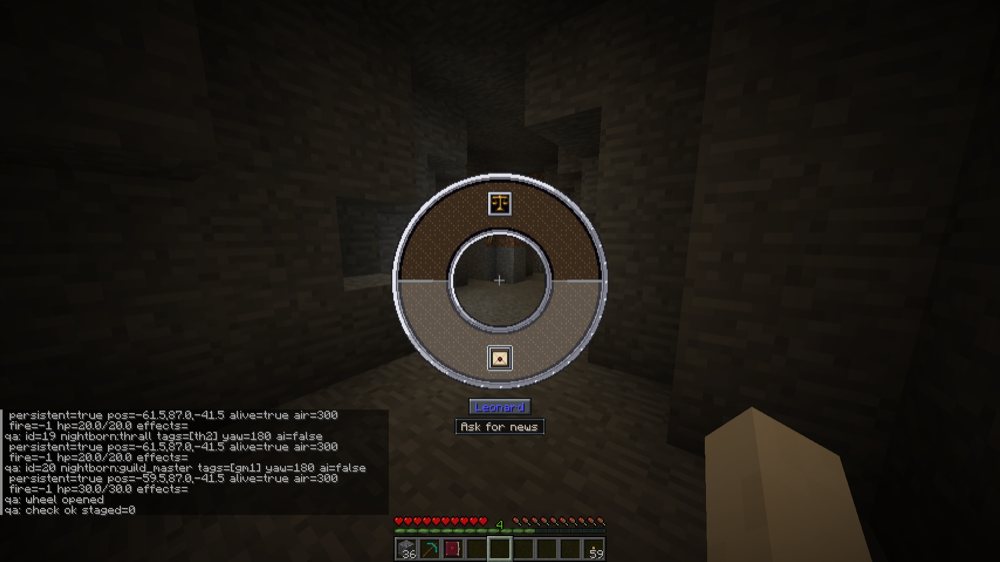 Leonard
Ask for news
persistent=true pos=-61.5,87.0,-41.5 alive=true air=300
fire=-1 hp=20.0/20.0 effects=
qa: id=19 nightborn:thrall tags=[th2] yaw=180 ai=false
persistent=true pos=-61.5,87.0,-41.5 alive=true air=300
fire=-1 hp=20.0/20.0 effects=
qa: id=20 nightborn:guild_master tags=[gm1] yaw=180 ai=false
persistent=true pos=-59.5,87.0,-41.5 alive=true air=300
fire=-1 hp=30.0/30.0 effects=
qa: wheel opened
qa: check ok staged=0
4
36
59